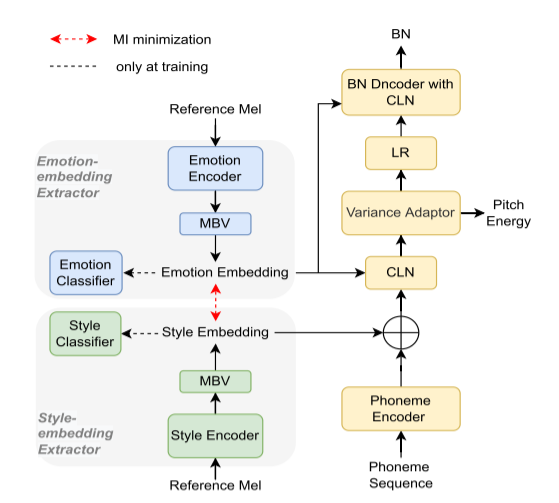 MI minimization
only at training
BN
BN Dncoder with
CLN
Reference Mel
LR
Emotion-
embedding
Extractor
Emotion
Encoder
MBV
Variance Adaptor
Pitch
Energy
Emotion
Classifier
Emotion Embedding
CLN
Style
Classifier
Style Embedding
MBV
Phoneme
Encoder
Style-
embedding
Extractor
Style Encoder
Reference Mel
Phoneme
Sequence